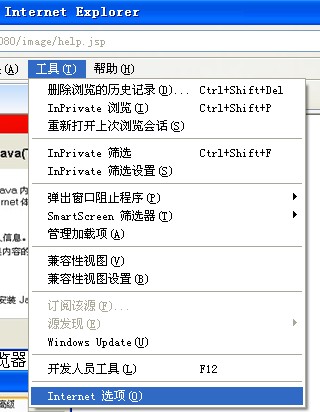 Internet Explorer
080/image/help.jsp
(A) 工具(T) 帮助(H)
删除浏览的历史记录(D)... Ctrl+Shift+Del
InPrivate 浏览(I) Ctrl+Shift+P
重新打开上次浏览会话(S)
InPrivate 筛选 Ctrl+Shift+F
InPrivate 筛选设置(S)
弹出窗口阻止程序(P)
SmartScreen 筛选器(T)
管理加载项(A)
兼容性视图(V)
兼容性视图设置(B)
订阅该源(F)...
源发现(E)
Windows Update(U)
开发人员工具(L) F12
Internet 选项(O)
ava(T
ava 内
rnet 体
人信息。
是内容的
安装 Ja
览器
高级